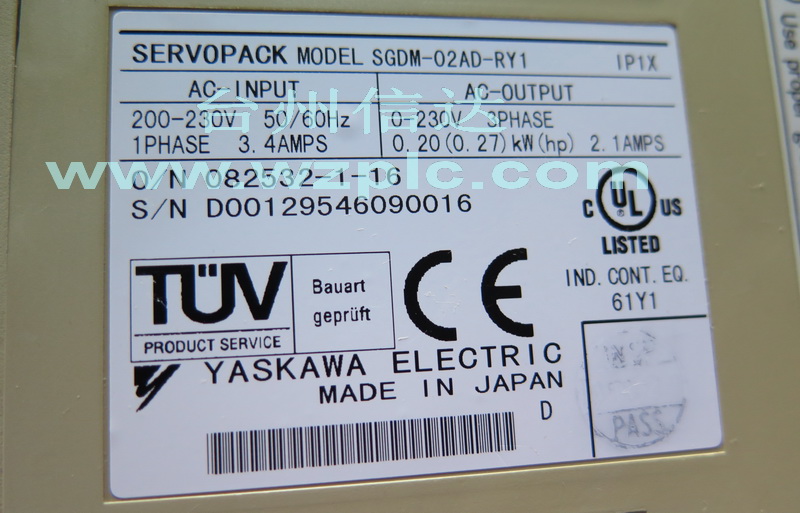 SERVOPACK MODEL SGDM-02AD-RY1 IP1X
AC-INPUT AC-OUTPUT
台州信达
200-230V 50/60Hz 0-230V 3PHASE
1PHASE 3.4AMPS 0.20(0.27)kW(hp) 2.1AMPS
www.wzplc.com
O/N 082532-1-16
S/N D00129546090016
C UL US
LISTED
IND. CONT. EQ.
61Y1
TÜV
PRODUCT SERVICE
Bauart
geprüft
CE
YASKAWA ELECTRIC
MADE IN JAPAN
D
PASS
Use proper